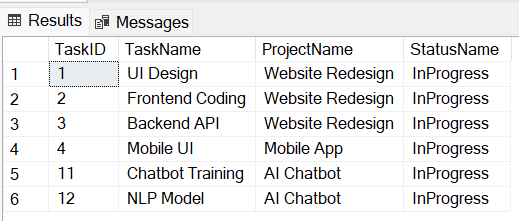 Results Messages
TaskID TaskName ProjectName StatusName
1 1 UI Design Website Redesign InProgress
2 2 Frontend Coding Website Redesign InProgress
3 3 Backend API Website Redesign InProgress
4 4 Mobile UI Mobile App InProgress
5 11 Chatbot Training AI Chatbot InProgress
6 12 NLP Model AI Chatbot InProgress